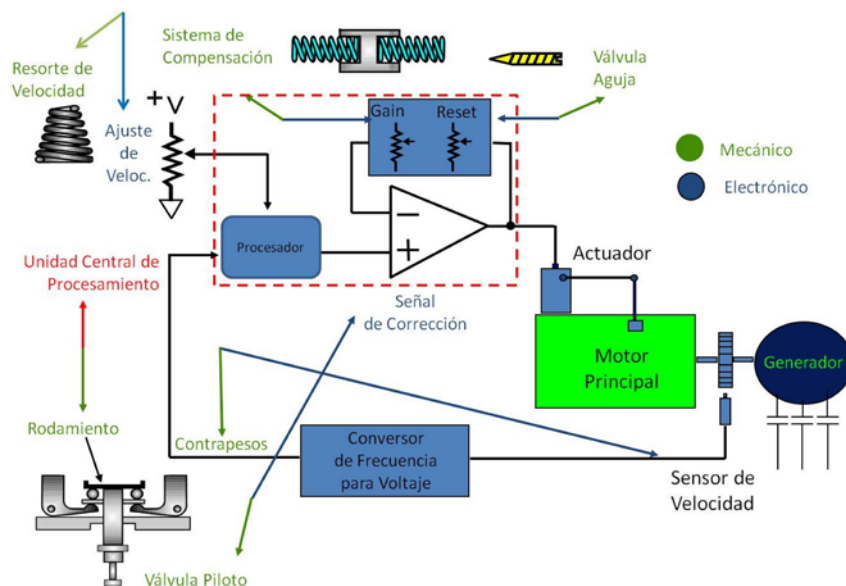 Sistema de
Compensación
Válvula
Aguja
Resorte de
Velocidad
+V
Ajuste
de
Veloc.
Gain
Reset
Mecánico
Electrónico
−
+
Procesador
Unidad Central de
Procesamiento
Actuador
Señal
de Corrección
Motor
Principal
Generador
Rodamiento
Contrapesos
Conversor
de Frecuencia
para Voltaje
Sensor de
Velocidad
Válvula Piloto